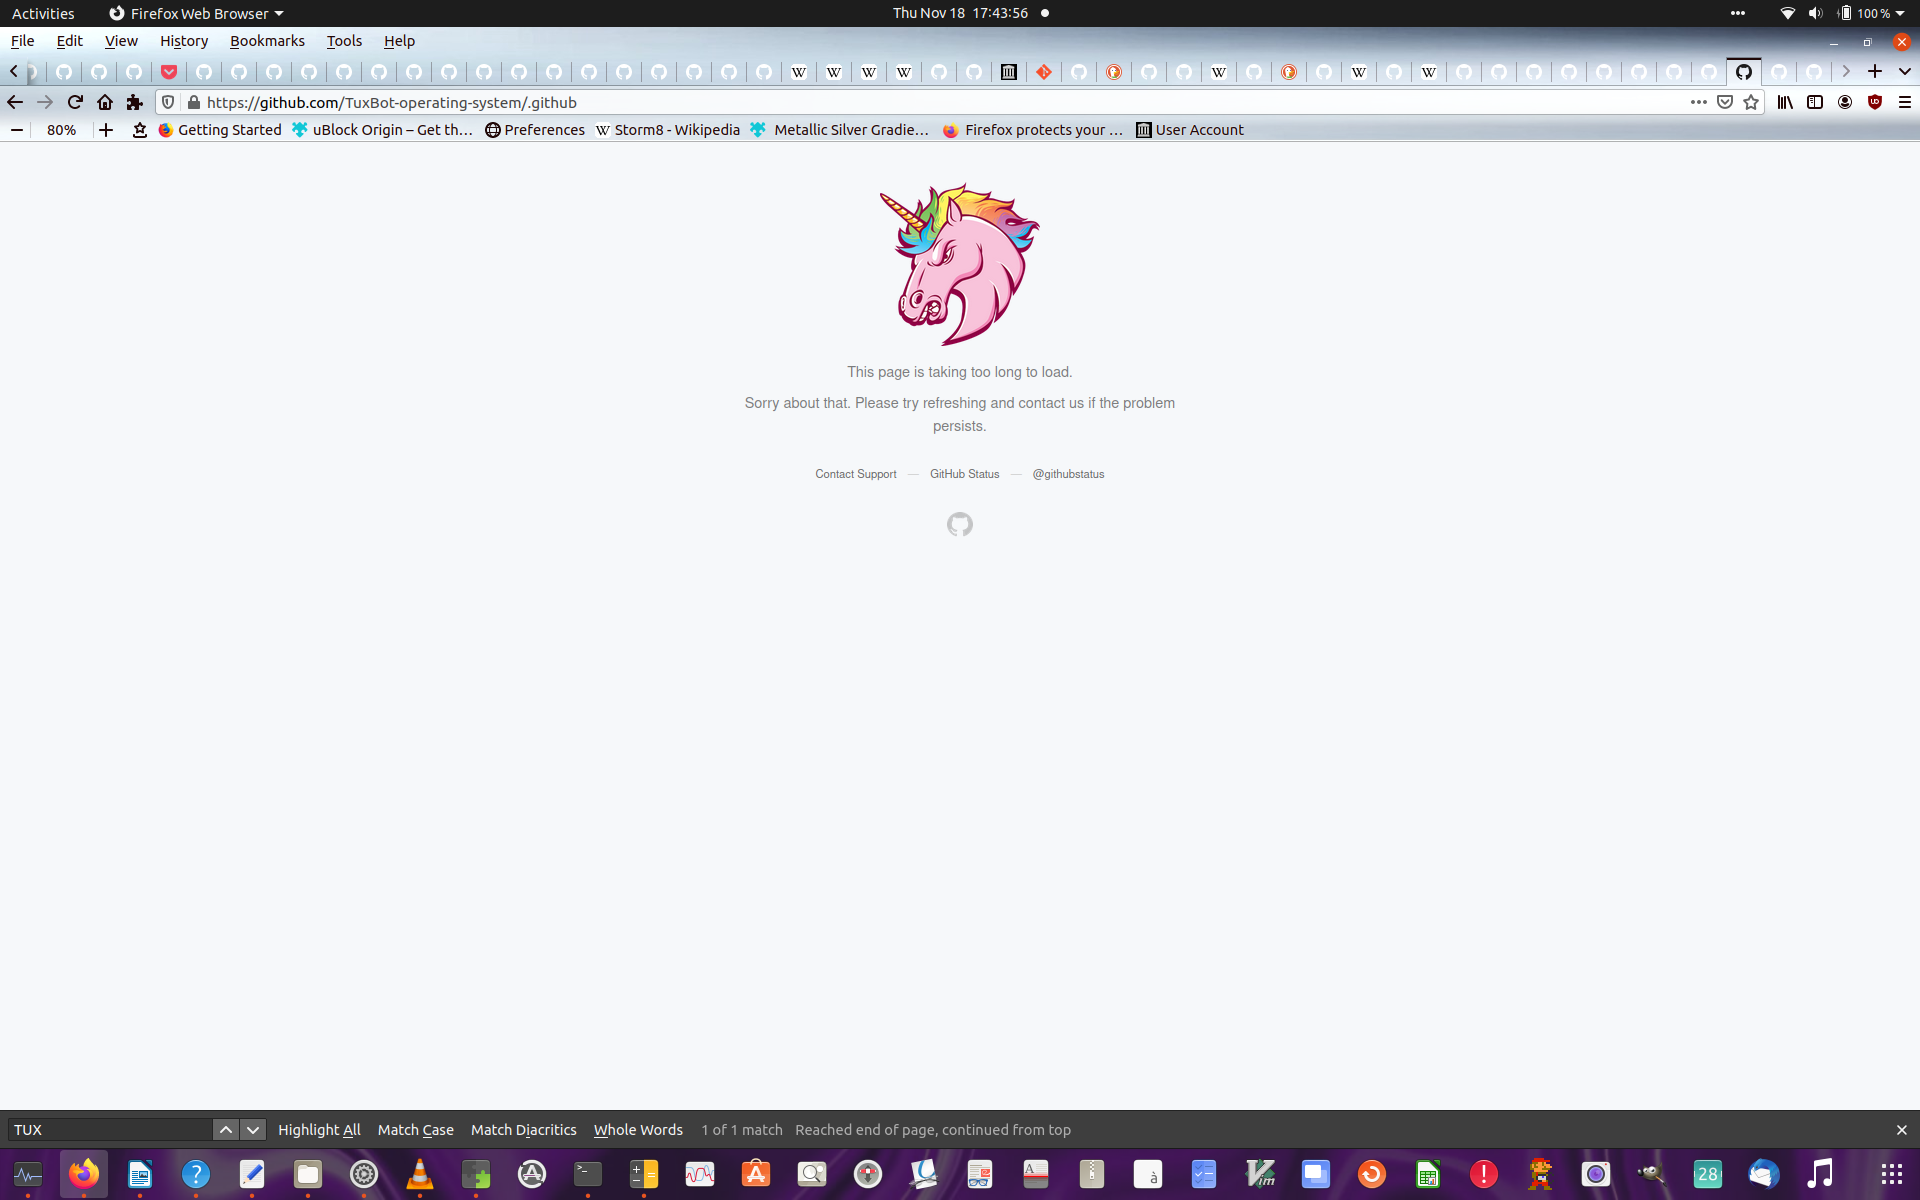 Activities
Firefox Web Browser
Thu Nov 18 17:43:56
100 %
File Edit View History Bookmarks Tools Help
W W W W W W W
https://github.com/TuxBot-operating-system/.github
80%
Getting Started
uBlock Origin – Get th…
Preferences
W Storm8 - Wikipedia
Metallic Silver Gradie…
Firefox protects your …
User Account
This page is taking too long to load.
Sorry about that. Please try refreshing and contact us if the problem
persists.
Contact Support — GitHub Status — @githubstatus
TUX
Highlight All Match Case Match Diacritics Whole Words 1 of 1 match Reached end of page, continued from top
28